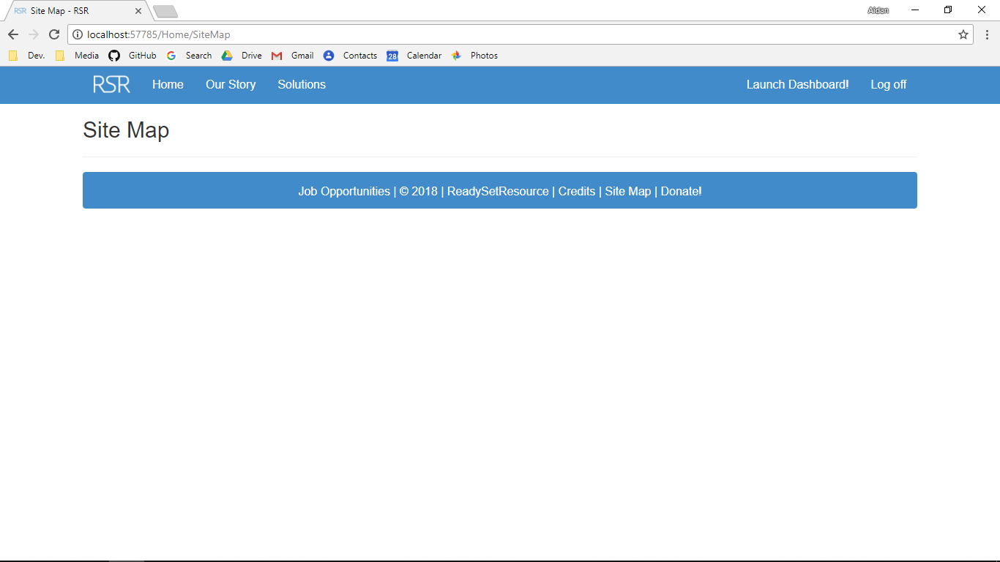 RSR Site Map - RSR
Aidan
localhost:57785/Home/SiteMap
Dev. Media GitHub Search Drive Gmail Contacts 28 Calendar Photos
RSR Home Our Story Solutions Launch Dashboard! Log off
Site Map
Job Opportunities | © 2018 | ReadySetResource | Credits | Site Map | Donate!